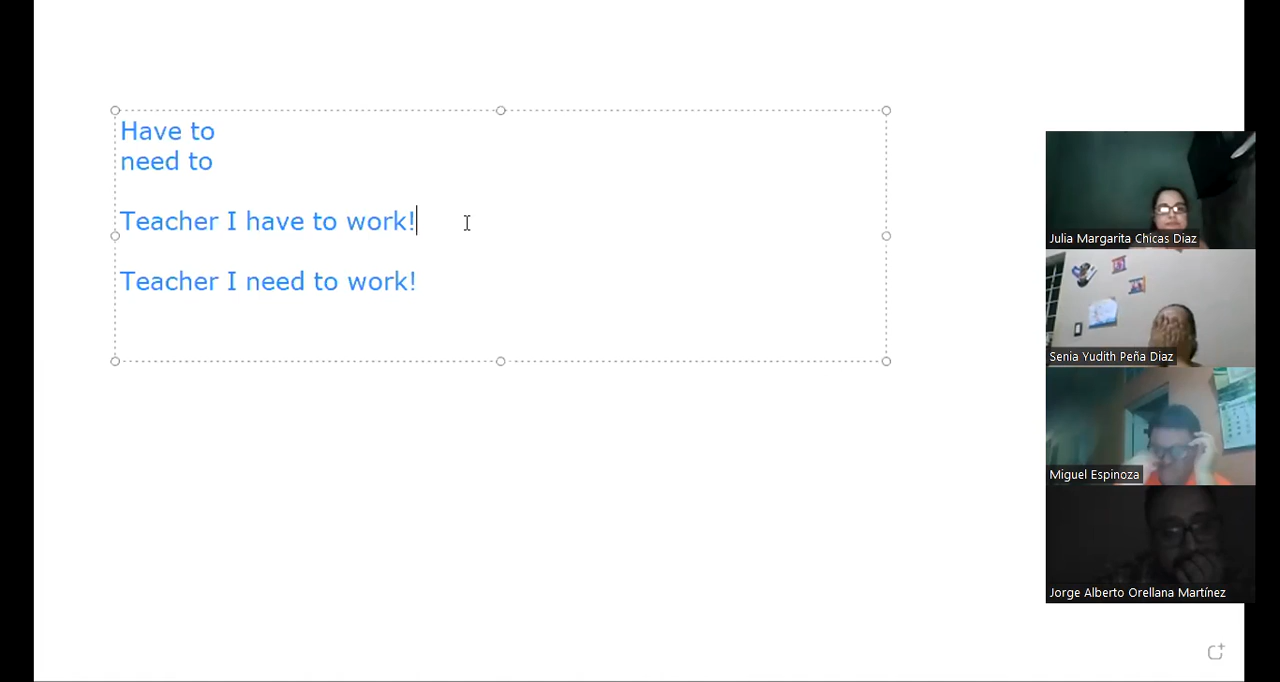 Have to
need to
Teacher I have to work!
Teacher I need to work!
Julia Margarita Chicas Diaz
Senia Yudith Peña Diaz
Miguel Espinoza
Jorge Alberto Orellana Martínez